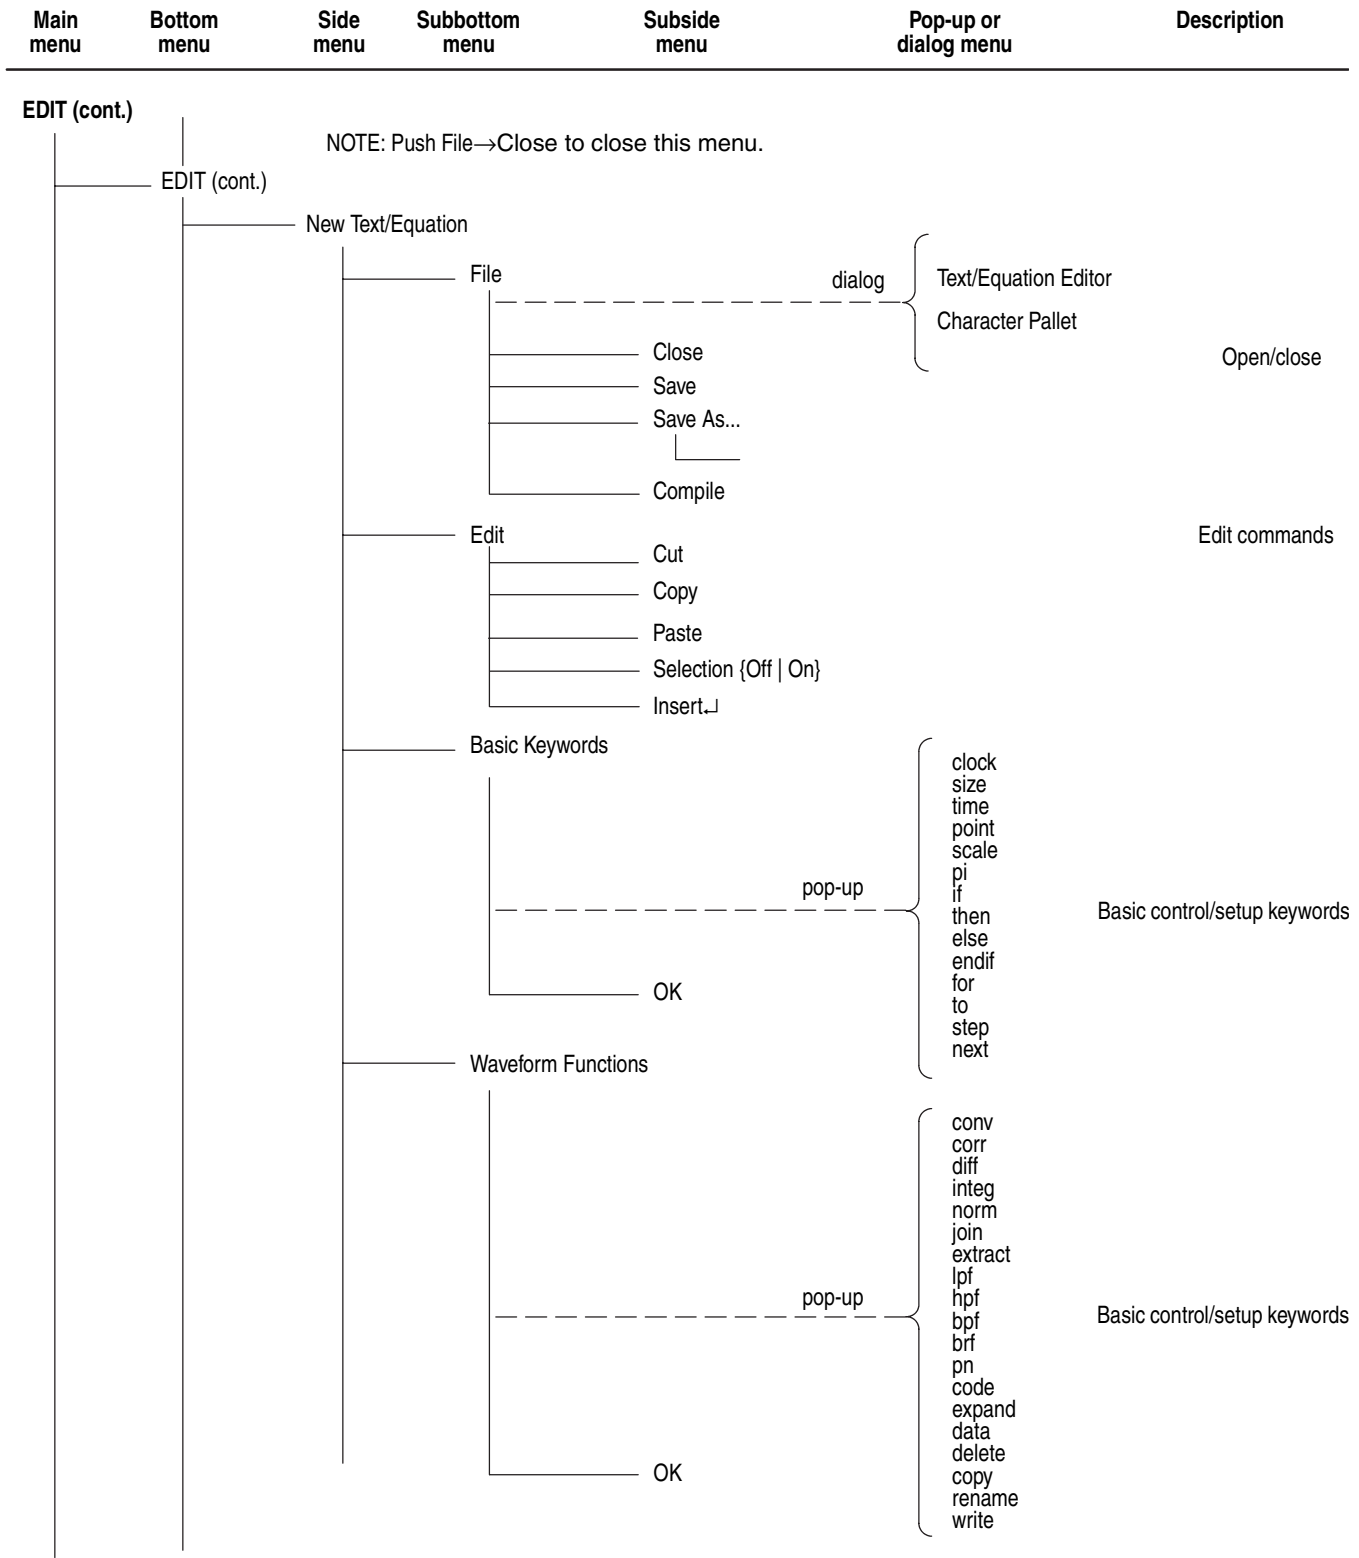 Main menu
Bottom menu
Side menu
Subbottom menu
Subside menu
Pop-up or dialog menu
Description
EDIT (cont.)
NOTE: Push File→Close to close this menu.
EDIT (cont.)
New Text/Equation
File
dialog
Text/Equation Editor
Character Pallet
Close
Open/close
Save
Save As...
Compile
Edit
Edit commands
Cut
Copy
Paste
Selection {Off | On}
Insert↵
Basic Keywords
pop-up
clock
size
time
point
scale
pi
if
then
else
endif
for
to
step
next
Basic control/setup keywords
OK
Waveform Functions
pop-up
conv
corr
diff
integ
norm
join
extract
lpf
hpf
bpf
brf
pn
code
expand
data
delete
copy
rename
write
Basic control/setup keywords
OK